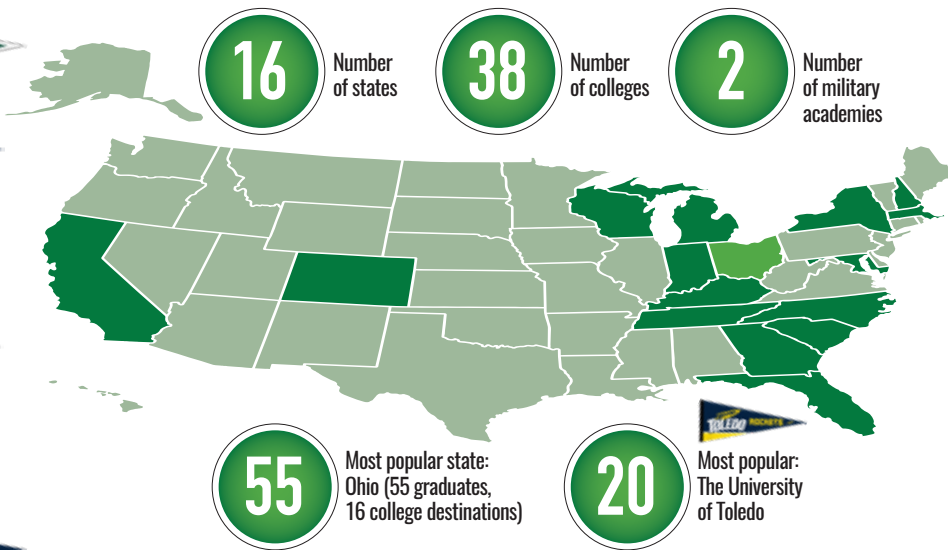 16
Number
of states
38
Number
of colleges
2
Number
of military
academies
TOLEDO ROCKETS
55
Most popular state:
Ohio (55 graduates,
16 college destinations)
20
Most popular:
The University
of Toledo